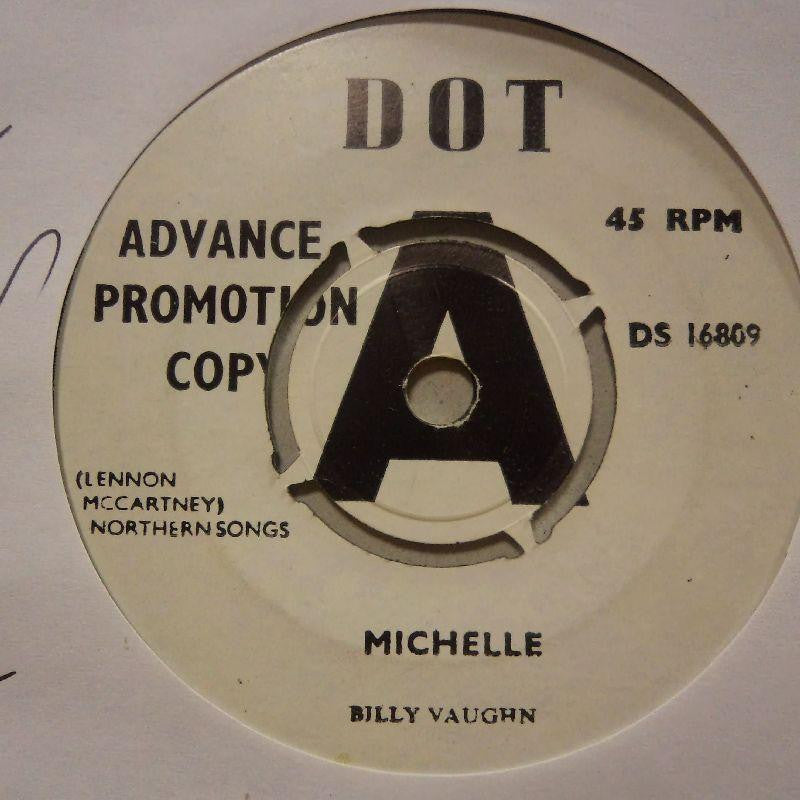 DOT
ADVANCE
PROMOTION
COPY
A
45 RPM
DS 16809
(LENNON
MCCARTNEY)
NORTHERN SONGS
MICHELLE
BILLY VAUGHN